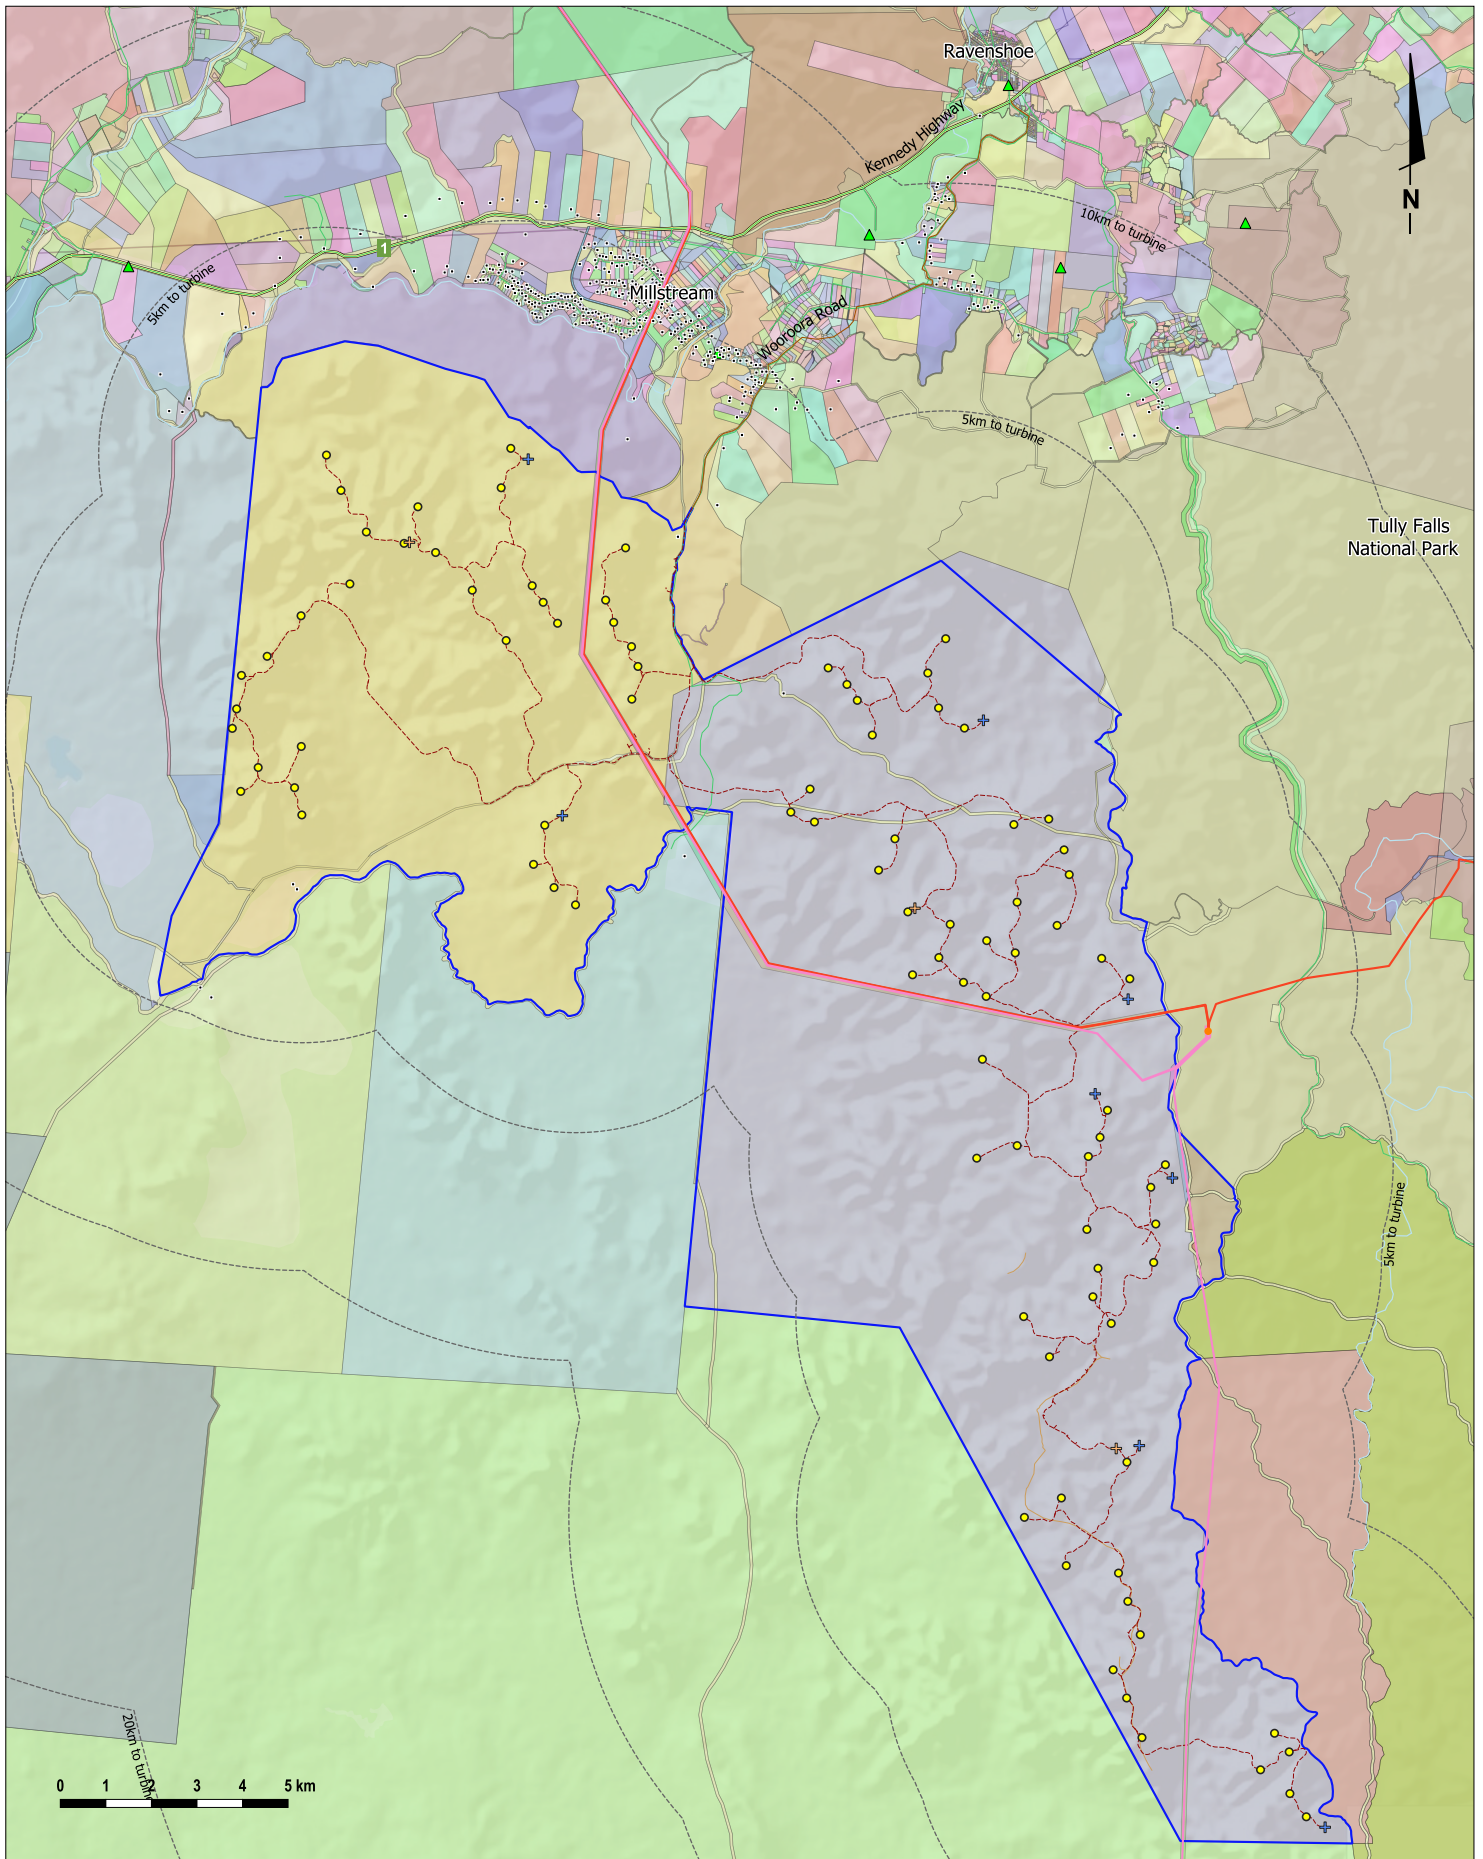 Ravenshoe
Kennedy Highway
N
10km to turbine
1
5km to turbine
Millstream
Wooroora Road
5km to turbine
Tully Falls
National Park
5km to turbine
20km to turbine
0 1 2 3 4 5 km